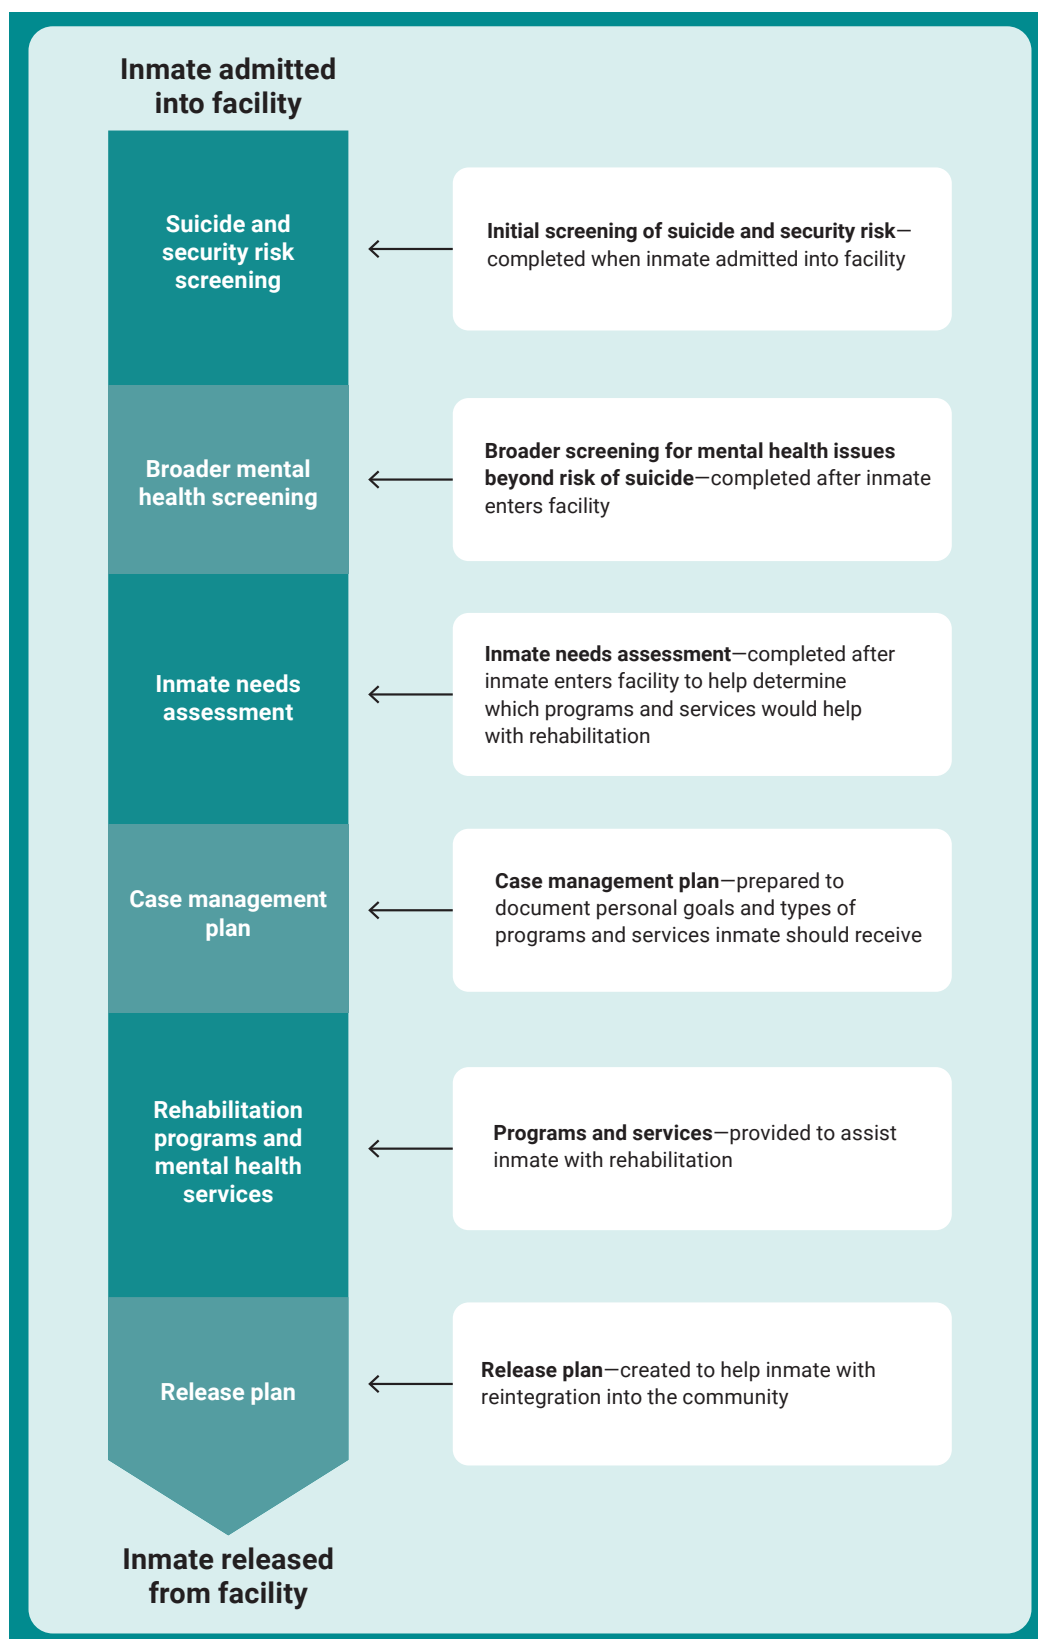 Inmate admitted
into facility
Suicide and
security risk
screening
Initial screening of suicide and security risk—
completed when inmate admitted into facility
Broader mental
health screening
Broader screening for mental health issues
beyond risk of suicide—completed after inmate
enters facility
Inmate needs
assessment
Inmate needs assessment—completed after
inmate enters facility to help determine
which programs and services would help
with rehabilitation
Case management
plan
Case management plan—prepared to
document personal goals and types of
programs and services inmate should receive
Rehabilitation
programs and
mental health
services
Programs and services—provided to assist
inmate with rehabilitation
Release plan
Release plan—created to help inmate with
reintegration into the community
Inmate released
from facility